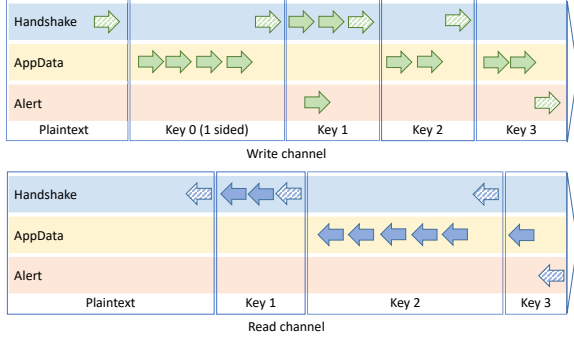 Handshake
AppData
Alert
Plaintext Key 0 (1 sided) Key 1 Key 2 Key 3
Write channel
Handshake
AppData
Alert
Plaintext Key 1 Key 2 Key 3
Read channel